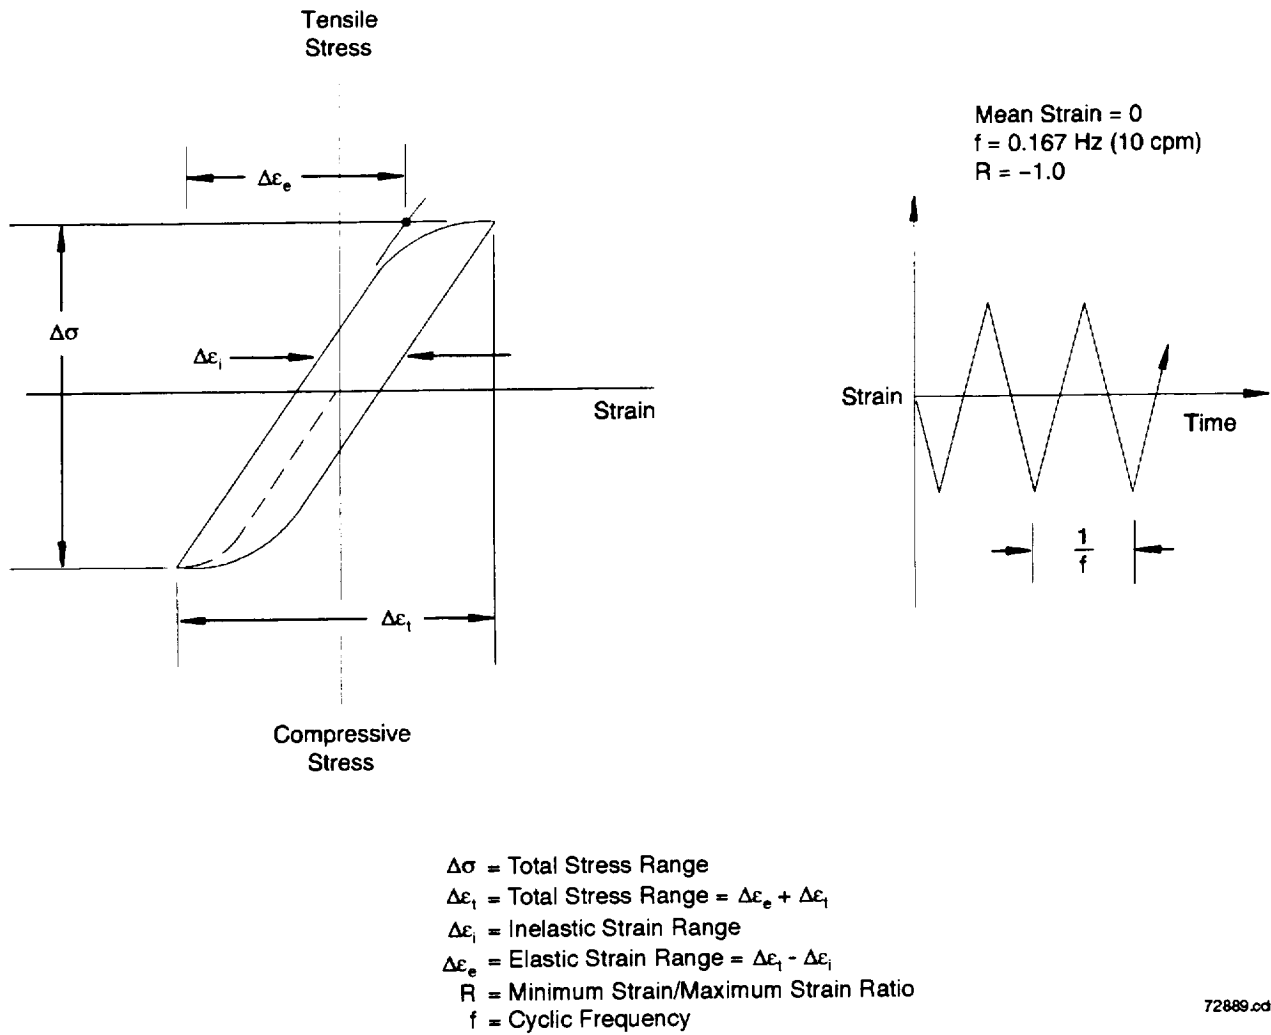 Tensile
Stress
Mean Strain = 0
f = 0.167 Hz (10 cpm)
R = −1.0
Δεe
Δσ
Δεi
Strain
Strain
Time
1
f
Δεt
Compressive
Stress
Δσ = Total Stress Range
Δεt = Total Stress Range = Δεe + Δεt
Δεi = Inelastic Strain Range
Δεe = Elastic Strain Range = Δεt - Δεi
R = Minimum Strain/Maximum Strain Ratio
f = Cyclic Frequency
72889.cdr